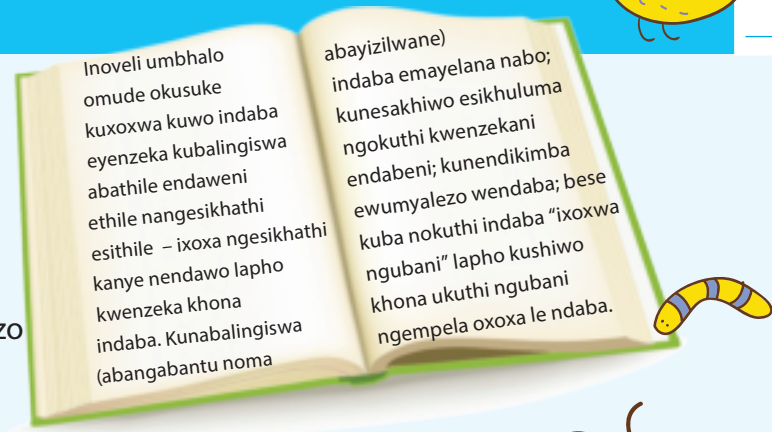 Inoveli umbhalo
omude okusuke
kuxoxwa kuwo indaba
eyenzeka kubalingiswa
abathile endaweni
ethile nangesikhathi
esithile – ixoxa ngesikhathi
kanye nendawo lapho
kwenzeka khona
indaba. Kunabalingiswa
(abangabantu noma
abayizilwane)
indaba emayelana nabo;
kunesakhiwo esikhuluma
ngokuthi kwenzekani
endabeni; kunendikimba
ewumyalezo wendaba; bese
kuba nokuthi indaba “ixoxwa
ngubani” lapho kushiwo
khona ukuthi ngubani
ngempela oxoxa le ndaba.